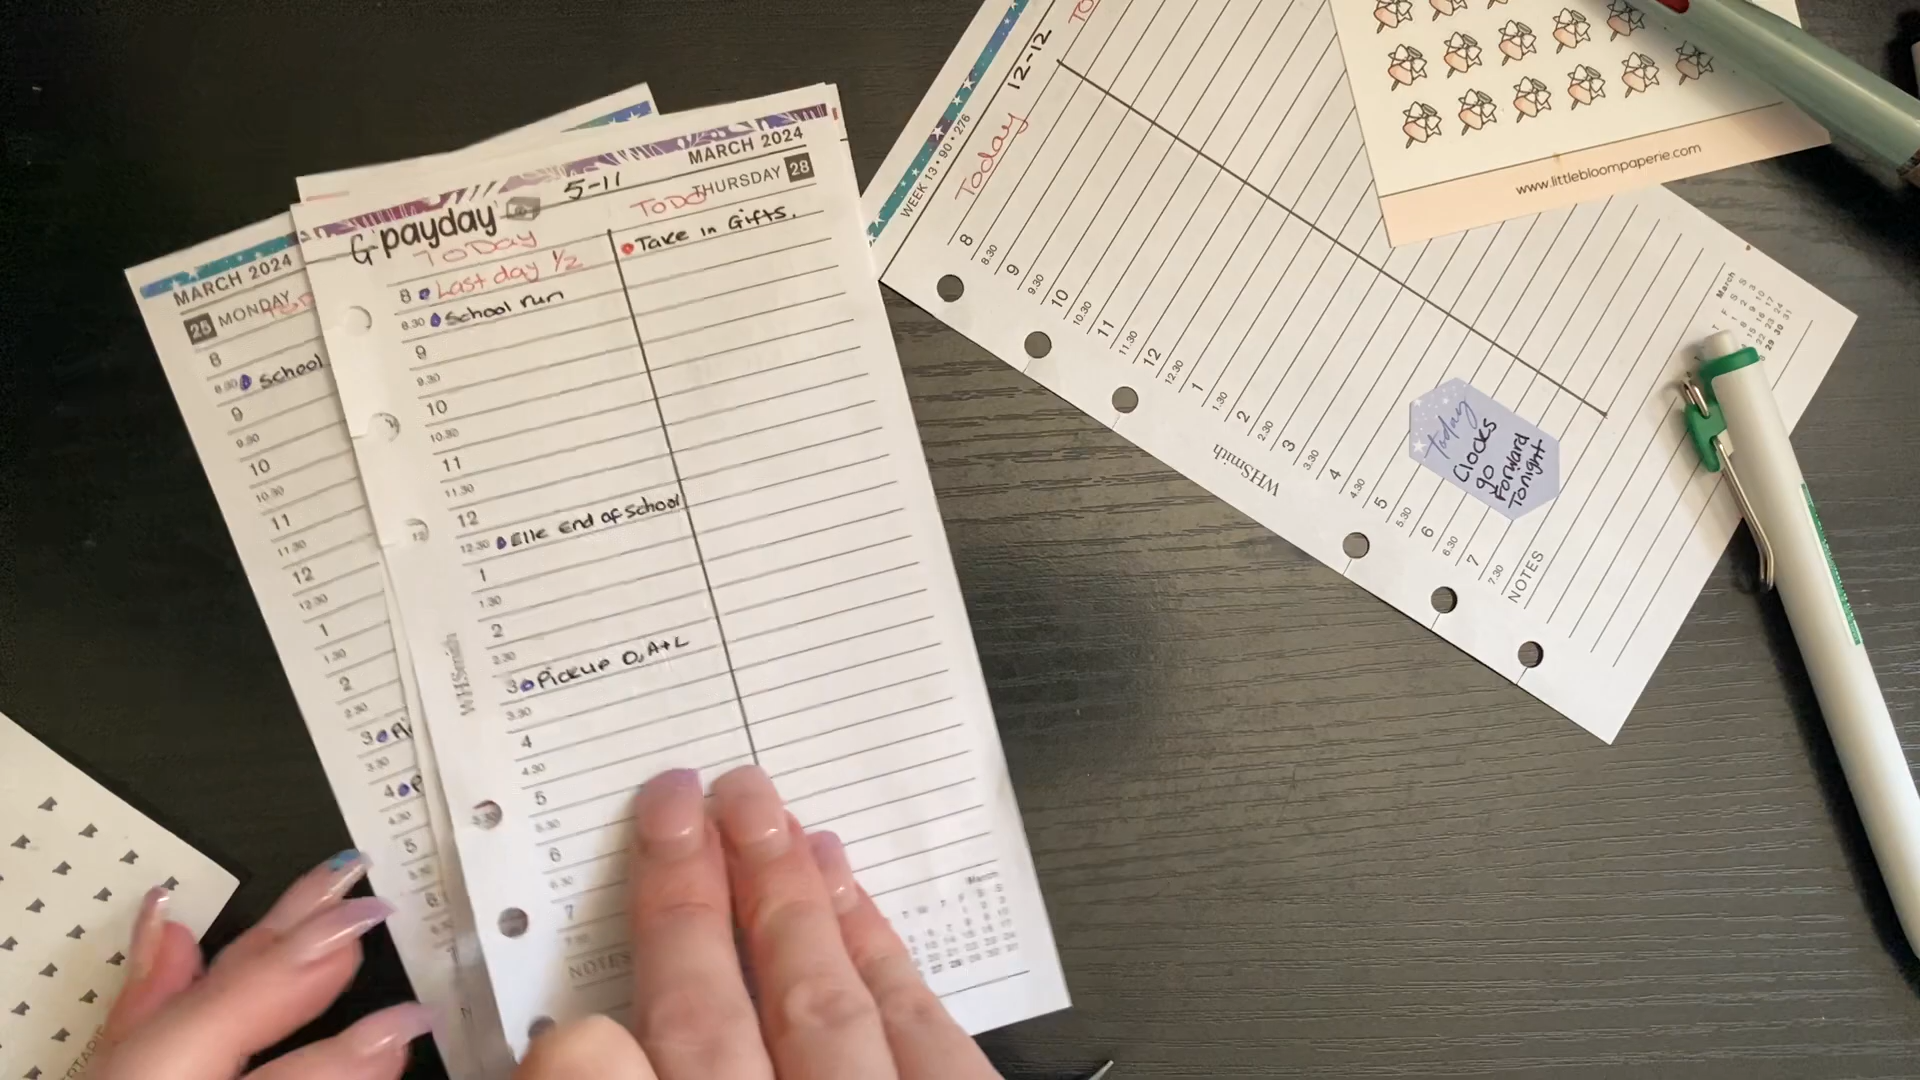 MARCH 2024
25 MONDAY
8
8.30 School
9
9.30
10
10.30
11
11.30
12
12.30
1
1.30
2
2.30
3
3.30
4
4.30
5
MARCH 2024
5-11
THURSDAY 28
TODAY
G payday
TODAY
8 Last day 1/2
8.30 School run
9
9.30
10
10.30
11
11.30
12
12.30 Elle End of School
1
1.30
2
2.30
3 Pickup O, A+L
3.30
4
4.30
5
5.30
6
6.30
7
7.30
NOTES
Take in Gifts.
WHSmith
March
WEEK 13 • 90 • 276
Today 12-12
8
8.30
9
9.30
10
10.30
11
11.30
12
12.30
1
1.30
2
2.30
3
3.30
4
4.30
5
5.30
6
6.30
7
7.30
NOTES
WHSmith
today
Clocks
go
Forward
Tonight
March
www.littlebloompaperie.com